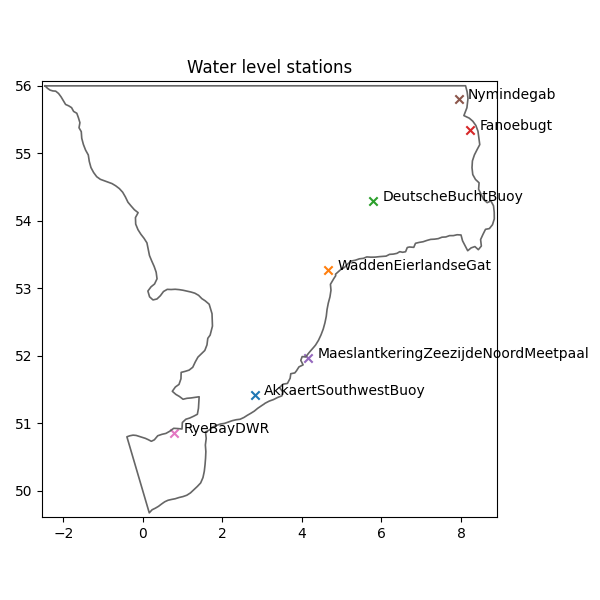 Water level stations
56
55
54
53
52
51
50
Nymindegab
Fanoebugt
DeutscheBuchtBuoy
WaddenEierlandseGat
MaeslantkeringZeezijdeNoordMeetpaal
AkkaertSouthwestBuoy
RyeBayDWR
−2 0 2 4 6 8